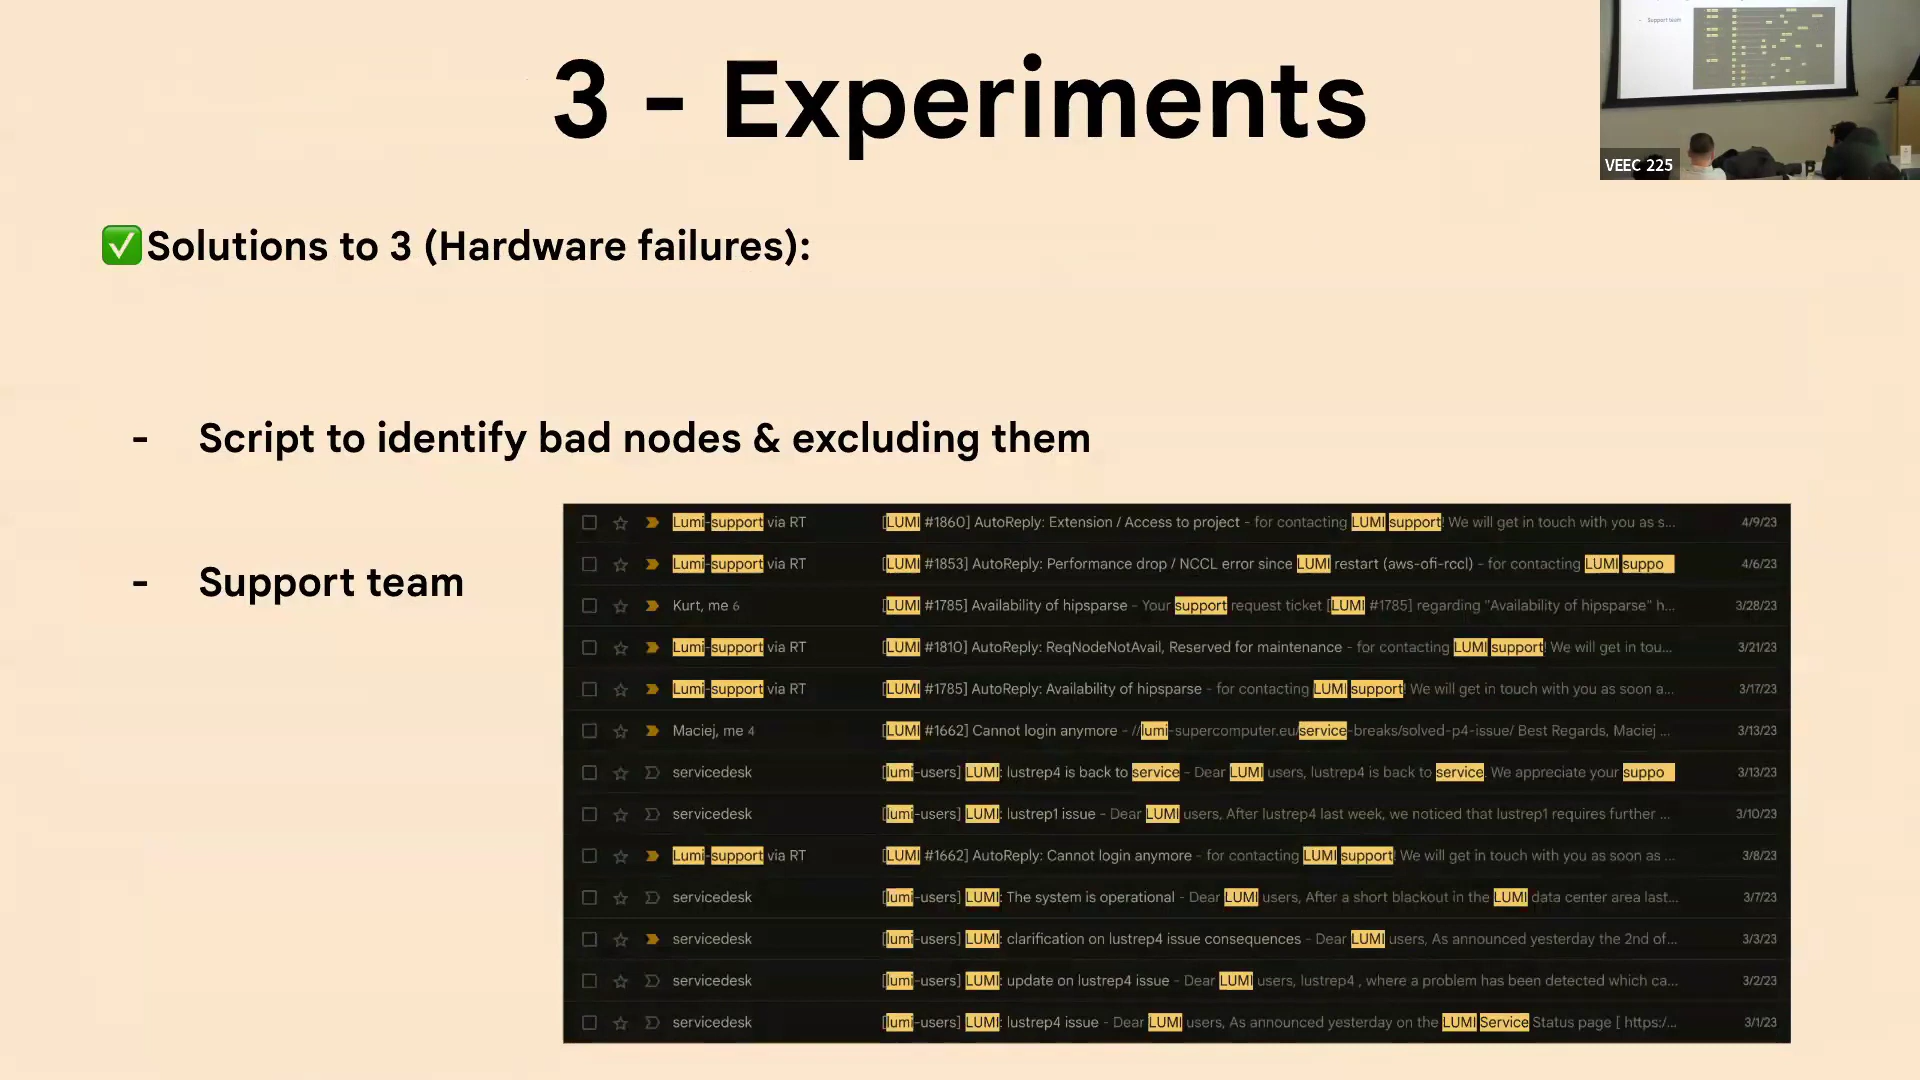 3 - Experiments
Support team
VEEC 225
✅Solutions to 3 (Hardware failures):
- Script to identify bad nodes & excluding them
- Support team
Lumi-support via RT [LUMI #1860] AutoReply: Extension / Access to project - for contacting LUMI support! We will get in touch with you as s... 4/9/23
Lumi-support via RT [LUMI #1853] AutoReply: Performance drop / NCCL error since LUMI restart (aws-ofi-rccl) - for contacting LUMI suppo 4/6/23
Kurt, me 6 [LUMI #1785] Availability of hipsparse - Your support request ticket [LUMI #1785] regarding "Availability of hipsparse" h... 3/28/23
Lumi-support via RT [LUMI #1810] AutoReply: ReqNodeNotAvail, Reserved for maintenance - for contacting LUMI support! We will get in tou... 3/21/23
Lumi-support via RT [LUMI #1785] AutoReply: Availability of hipsparse - for contacting LUMI support! We will get in touch with you as soon a... 3/17/23
Maciej, me 4 [LUMI #1662] Cannot login anymore - //lumi-supercomputer.eu/service-breaks/solved-p4-issue/ Best Regards, Maciej ... 3/13/23
servicedesk [lumi-users] LUMI: lustrep4 is back to service - Dear LUMI users, lustrep4 is back to service. We appreciate your suppo 3/13/23
servicedesk [lumi-users] LUMI: lustrep1 issue - Dear LUMI users, After lustrep4 last week, we noticed that lustrep1 requires further ... 3/10/23
Lumi-support via RT [LUMI #1662] AutoReply: Cannot login anymore - for contacting LUMI support! We will get in touch with you as soon as ... 3/8/23
servicedesk [lumi-users] LUMI: The system is operational - Dear LUMI users, After a short blackout in the LUMI data center area last... 3/7/23
servicedesk [lumi-users] LUMI: clarification on lustrep4 issue consequences - Dear LUMI users, As announced yesterday the 2nd of... 3/3/23
servicedesk [lumi-users] LUMI: update on lustrep4 issue - Dear LUMI users, lustrep4 , where a problem has been detected which ca... 3/2/23
servicedesk [lumi-users] LUMI: lustrep4 issue - Dear LUMI users, As announced yesterday on the LUMI Service Status page [ https:/... 3/1/23